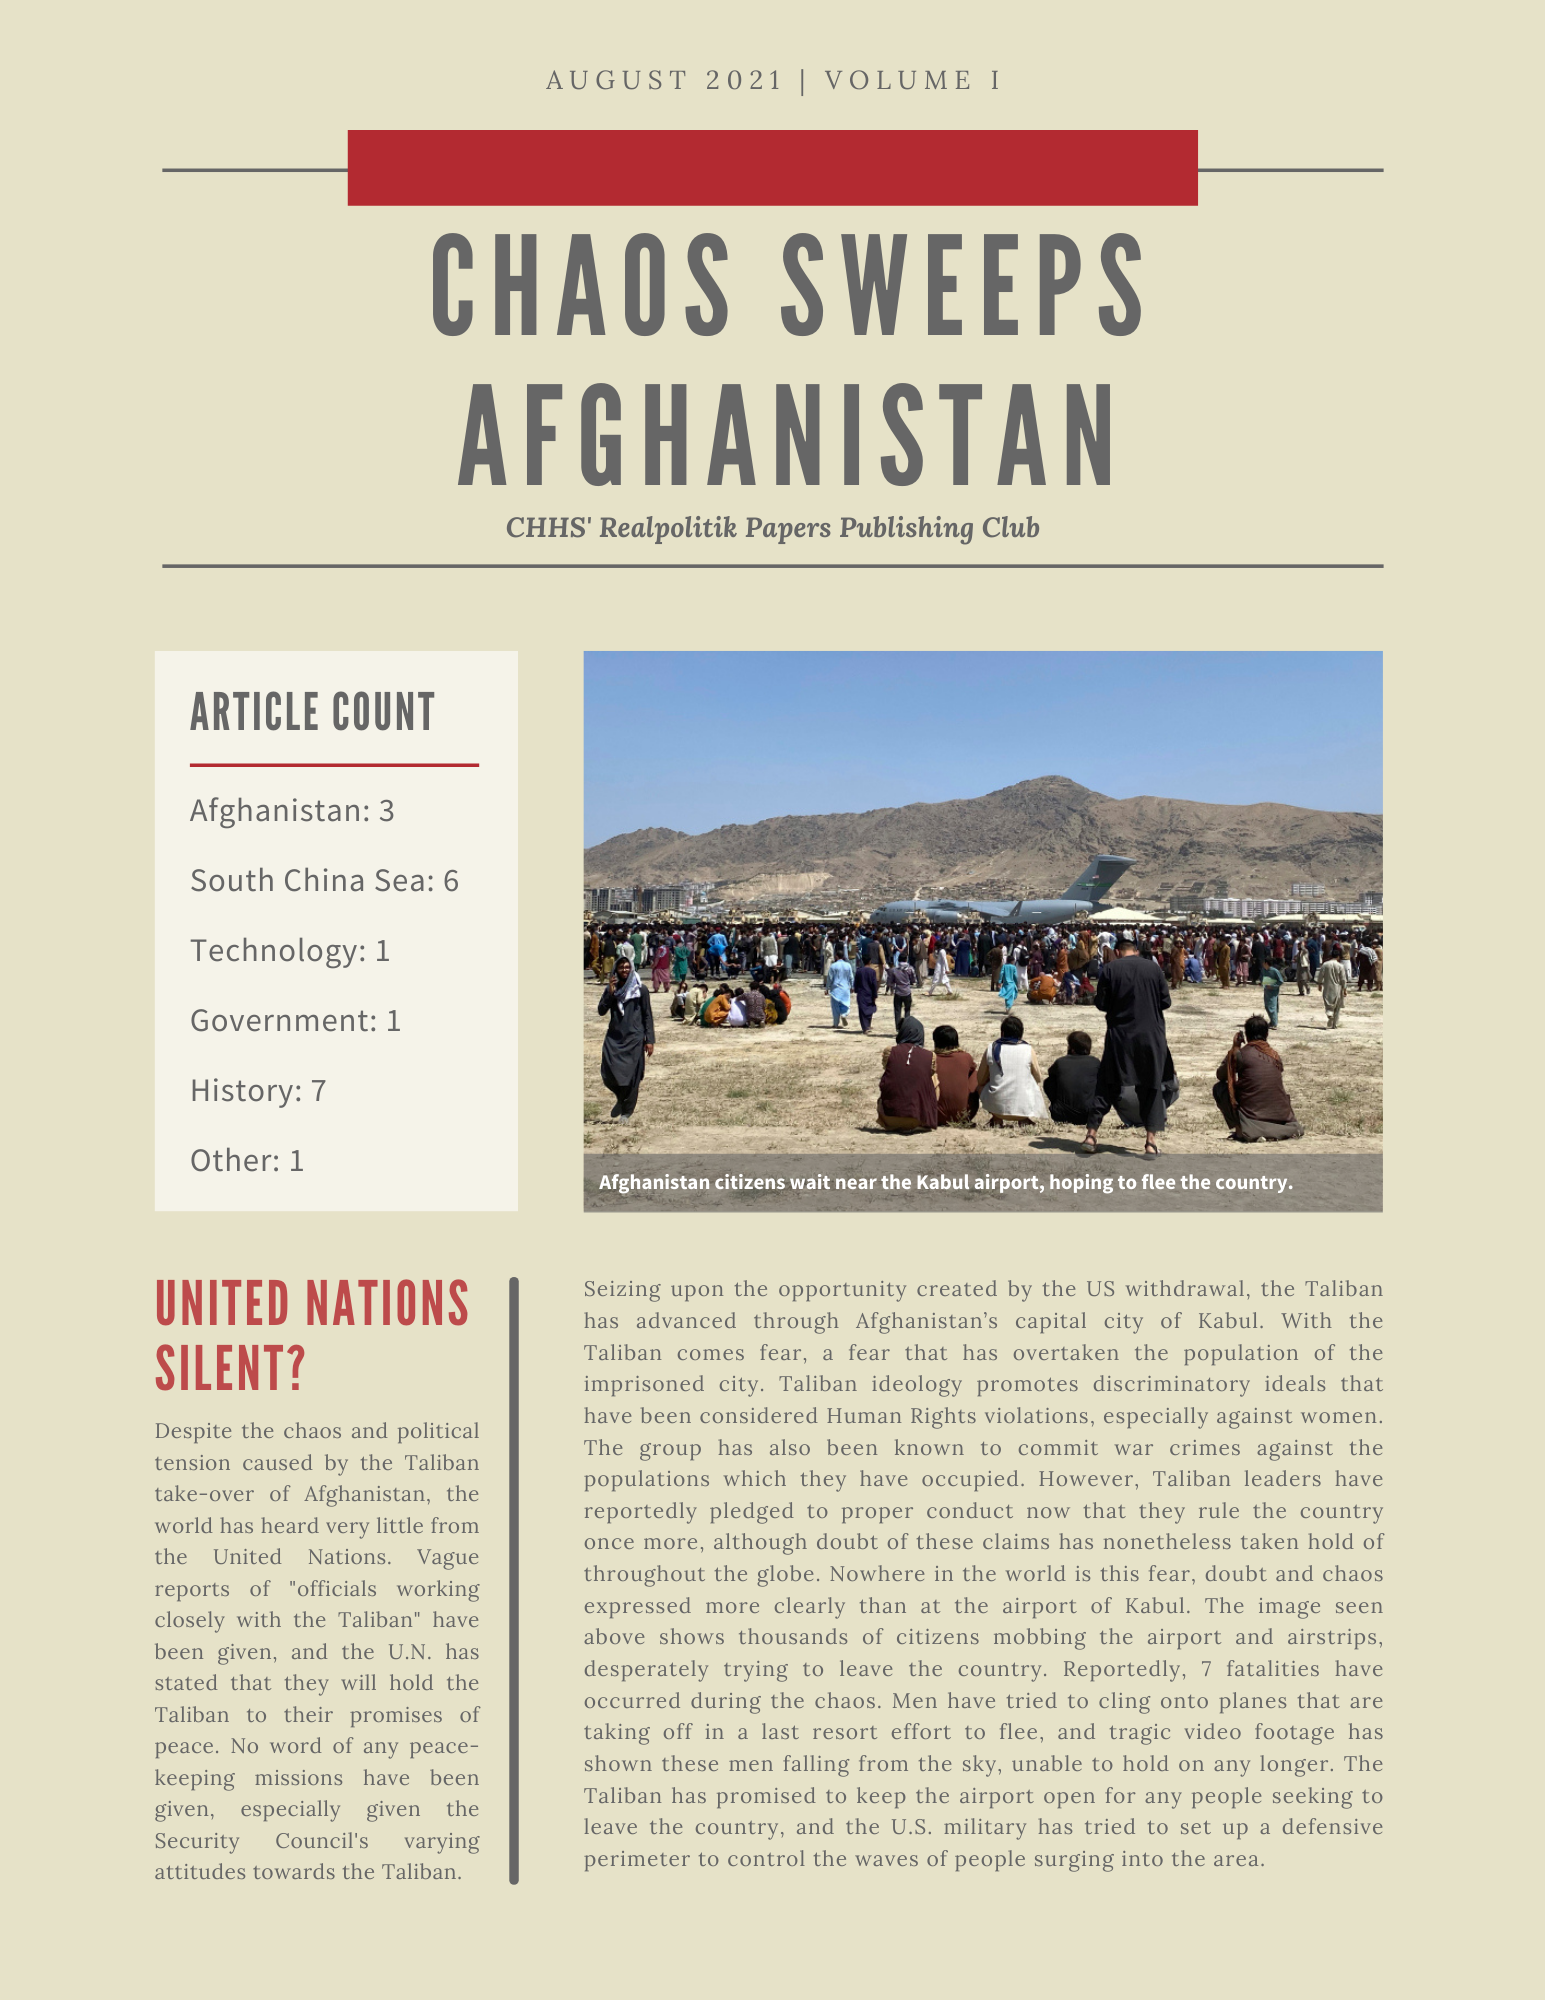 AUGUST 2021 | VOLUME I
CHAOS SWEEPS
AFGHANISTAN
CHHS' Realpolitik Papers Publishing Club
ARTICLE COUNT
Afghanistan: 3
South China Sea: 6
Technology: 1
Government: 1
History: 7
Other: 1
Afghanistan citizens wait near the Kabul airport, hoping to flee the country.
UNITED NATIONS
SILENT?
Despite the chaos and political
tension caused by the Taliban
take-over of Afghanistan, the
world has heard very little from
the United Nations. Vague
reports of "officials working
closely with the Taliban" have
been given, and the U.N. has
stated that they will hold the
Taliban to their promises of
peace. No word of any peace-
keeping missions have been
given, especially given the
Security Council's varying
attitudes towards the Taliban.
Seizing upon the opportunity created by the US withdrawal, the Taliban
has advanced through Afghanistan’s capital city of Kabul. With the
Taliban comes fear, a fear that has overtaken the population of the
imprisoned city. Taliban ideology promotes discriminatory ideals that
have been considered Human Rights violations, especially against women.
The group has also been known to commit war crimes against the
populations which they have occupied. However, Taliban leaders have
reportedly pledged to proper conduct now that they rule the country
once more, although doubt of these claims has nonetheless taken hold of
throughout the globe. Nowhere in the world is this fear, doubt and chaos
expressed more clearly than at the airport of Kabul. The image seen
above shows thousands of citizens mobbing the airport and airstrips,
desperately trying to leave the country. Reportedly, 7 fatalities have
occurred during the chaos. Men have tried to cling onto planes that are
taking off in a last resort effort to flee, and tragic video footage has
shown these men falling from the sky, unable to hold on any longer. The
Taliban has promised to keep the airport open for any people seeking to
leave the country, and the U.S. military has tried to set up a defensive
perimeter to control the waves of people surging into the area.